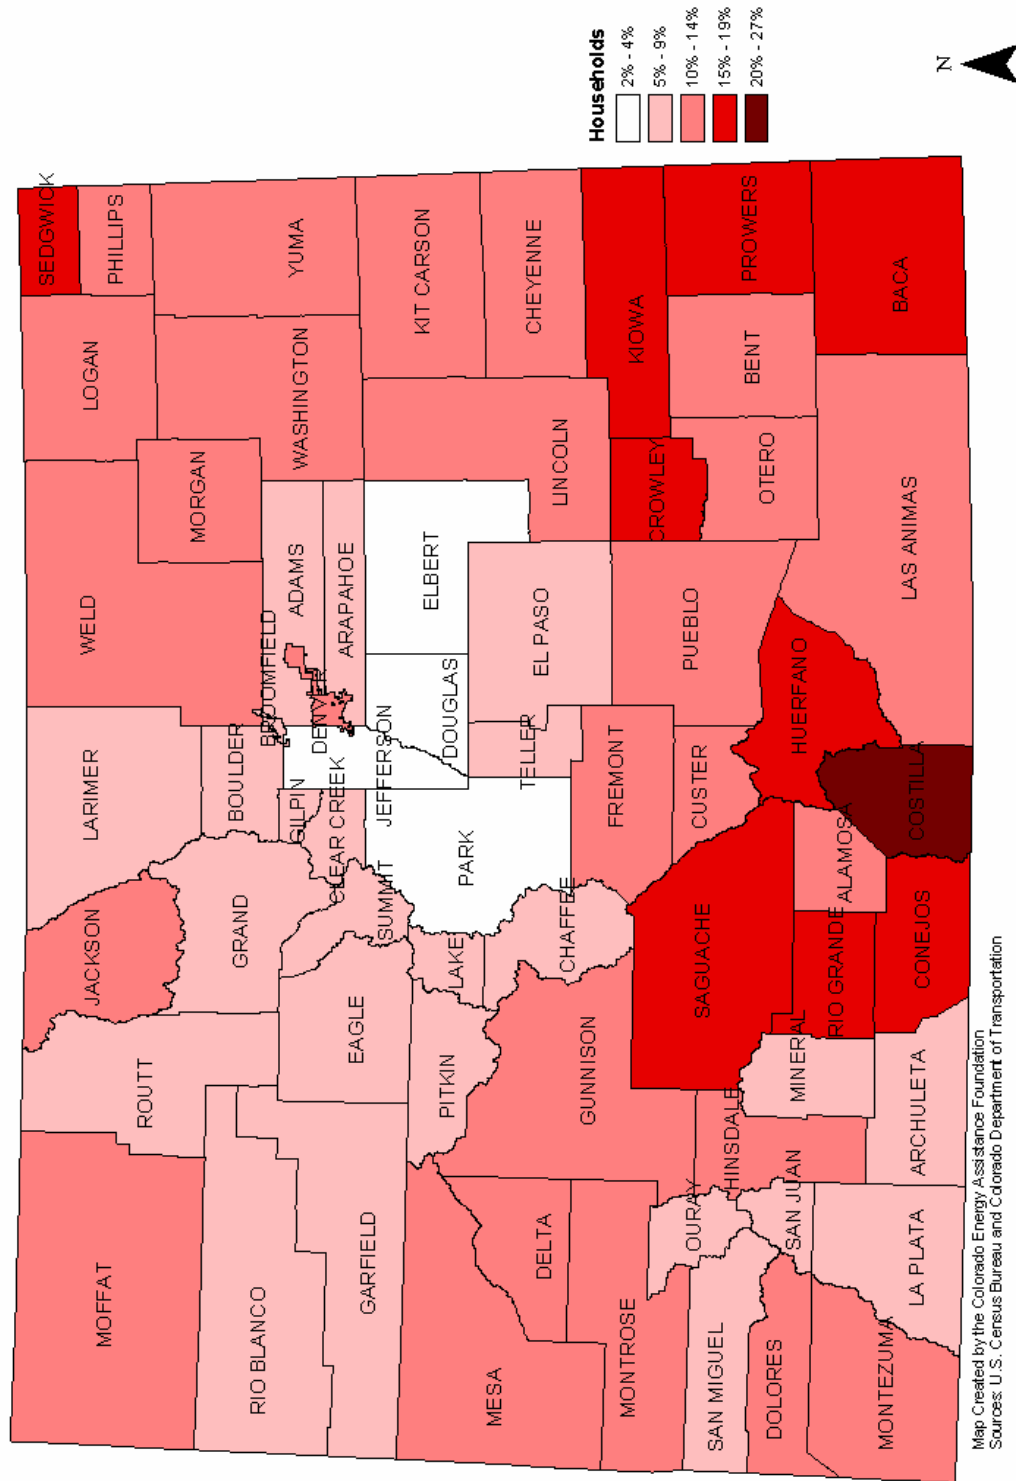 SEDGWICK
LOGAN
PHILLIPS
JACKSON
LARIMER
WELD
MOFFAT
ROUTT
MORGAN
WASHINGTON
YUMA
RIO BLANCO
GRAND
BOULDER
BROOMFIELD
ADAMS
GILPIN
DENVER
ARAPAHOE
CLEAR CREEK
GARFIELD
EAGLE
SUMMIT
JEFFERSON
DOUGLAS
ELBERT
KIT CARSON
PITKIN
LAKE
PARK
MESA
DELTA
GUNNISON
CHAFFEE
TELLER
EL PASO
LINCOLN
CHEYENNE
FREMONT
MONTROSE
OURAY
HINSDALE
SAGUACHE
CUSTER
PUEBLO
CROWLEY
KIOWA
SAN MIGUEL
SAN JUAN
MINERAL
DOLORES
HUERFANO
OTERO
BENT
PROWERS
RIO GRANDE
ALAMOSA
MONTEZUMA
LA PLATA
ARCHULETA
CONEJOS
COSTILLA
LAS ANIMAS
BACA
Households
2% - 4%
5% - 9%
10% - 14%
15% - 19%
20% - 27%
N
Map Created by the Colorado Energy Assistance Foundation
Sources: U.S. Census Bureau and Colorado Department of Transportation